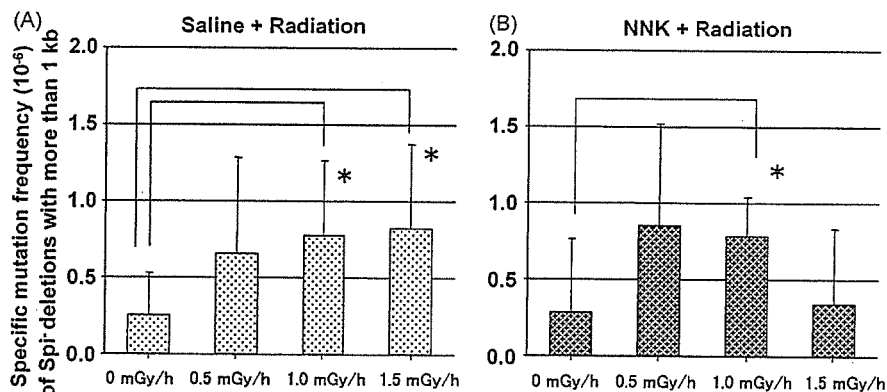 (A)
Saline + Radiation
Specific mutation frequency (10⁻⁶)
of Spi⁻ deletions with more than 1 kb
2.0
1.5
1.0
0.5
0.0
*
*
0 mGy/h 0.5 mGy/h 1.0 mGy/h 1.5 mGy/h
(B)
NNK + Radiation
2.0
1.5
1.0
0.5
0.0
*
0 mGy/h 0.5 mGy/h 1.0 mGy/h 1.5 mGy/h